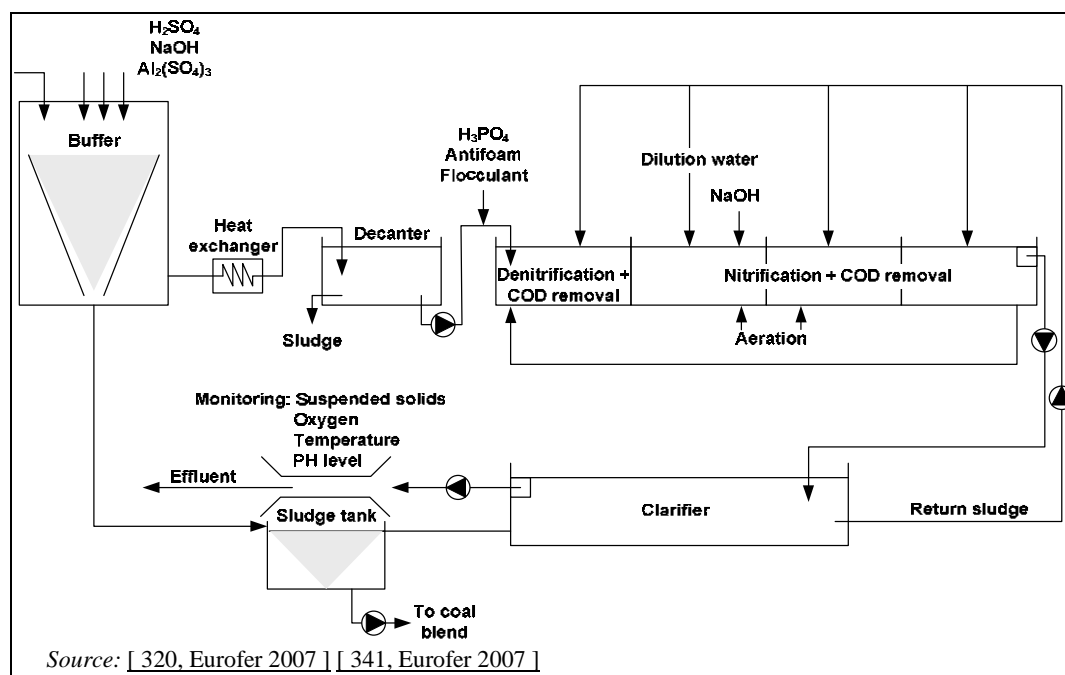 H₂SO₄
NaOH
Al₂(SO₄)₃
Buffer
Heat
exchanger
Decanter
Sludge
H₃PO₄
Antifoam
Flocculant
Dilution water
NaOH
Denitrification +
COD removal
Nitrification + COD removal
Aeration
Monitoring: Suspended solids
Oxygen
Temperature
PH level
Effluent
Sludge tank
Clarifier
Return sludge
To coal
blend
Source: [ 320, Eurofer 2007 ] [ 341, Eurofer 2007 ]